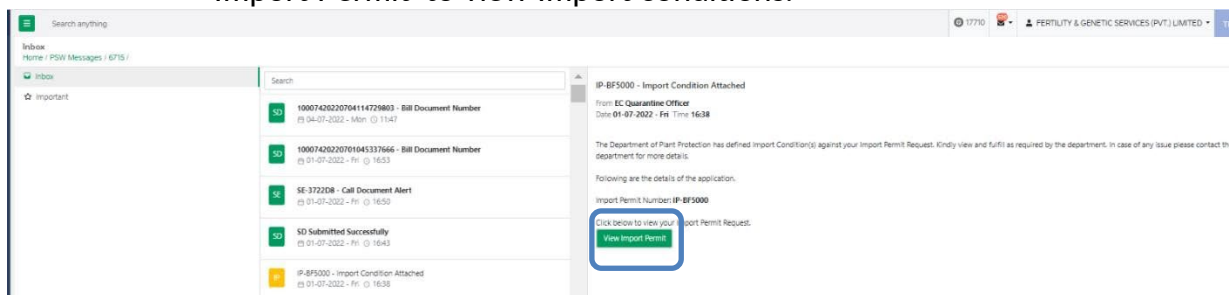 Import Permit' to view import conditions.
Search anything
17710
FERTILITY & GENETIC SERVICES (PVT.) LIMITED
Inbox
Home / PSW Messages / 6715 /
Inbox
Important
Search
SD
10007420220704114729803 - Bill Document Number
04-07-2022 - Mon 11:47
SD
10007420220701045337666 - Bill Document Number
01-07-2022 - Fri 16:53
SE
SE-3722D8 - Call Document Alert
01-07-2022 - Fri 16:50
SD
SD Submitted Successfully
01-07-2022 - Fri 16:43
IP
IP-BF5000 - Import Condition Attached
01-07-2022 - Fri 16:38
IP-BF5000 - Import Condition Attached
From EC Quarantine Officer
Date 01-07-2022 - Fri Time 16:38
The Department of Plant Protection has defined Import Condition(s) against your Import Permit Request. Kindly view and fulfil as required by the department. In case of any issue please contact th
department for more details.
Following are the details of the application.
Import Permit Number: IP-BF5000
Click below to view your Import Permit Request.
View Import Permit